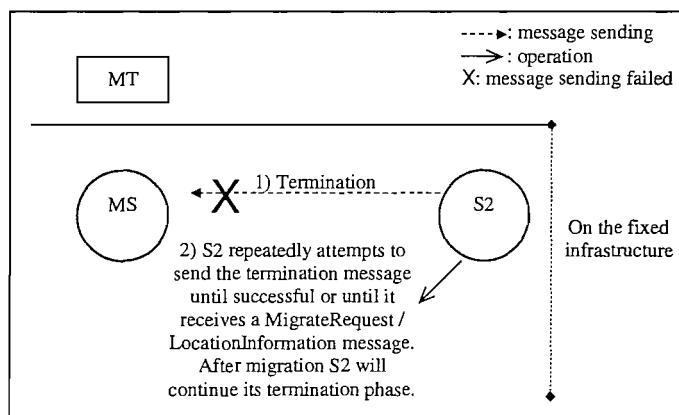 : message sending
: operation
X: message sending failed
MT
MS
1) Termination
S2
On the fixed
infrastructure
2) S2 repeatedly attempts to
send the termination message
until successful or until it
receives a MigrateRequest /
LocationInformation message.
After migration S2 will
continue its termination phase.